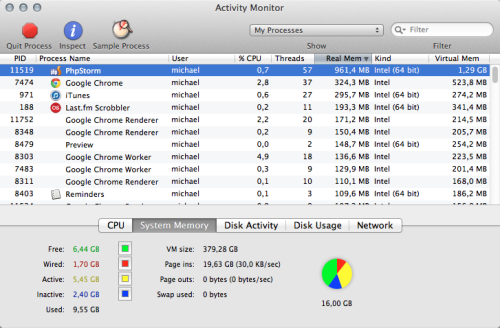 Activity Monitor
Quit Process Inspect Sample Process My Processes Show Filter Filter
PID Process Name User % CPU Threads Real Mem Kind Virtual Mem
11519 PhpStorm michael 0,7 57 961,4 MB Intel (64 bit) 1,29 GB
7474 Google Chrome michael 2,8 37 324,3 MB Intel 523,8 MB
971 iTunes michael 0,6 27 296,3 MB Intel (64 bit) 274,2 MB
188 Last.fm Scrobbler michael 0,2 11 193,3 MB Intel (64 bit) 341,4 MB
11752 Google Chrome Renderer michael 2,2 20 171,2 MB Intel 214,5 MB
8348 Google Chrome Renderer michael 0,2 9 150,4 MB Intel 205,7 MB
8479 Preview michael 0,0 2 148,7 MB Intel (64 bit) 254,2 MB
8303 Google Chrome Worker michael 4,9 18 136,6 MB Intel 223,5 MB
7483 Google Chrome Worker michael 0,3 9 129,9 MB Intel 201,4 MB
8311 Google Chrome Renderer michael 0,1 10 110,1 MB Intel 168,0 MB
8403 Reminders michael 0,1 3 109,6 MB Intel (64 bit) 186,2 MB
CPU System Memory Disk Activity Disk Usage Network
Free: 6,44 GB VM size: 379,28 GB
Wired: 1,70 GB Page ins: 19,63 GB (30,0 KB/sec)
Active: 5,45 GB Page outs: 0 bytes (0 bytes/sec)
Inactive: 2,40 GB Swap used: 0 bytes
Used: 9,55 GB 16,00 GB